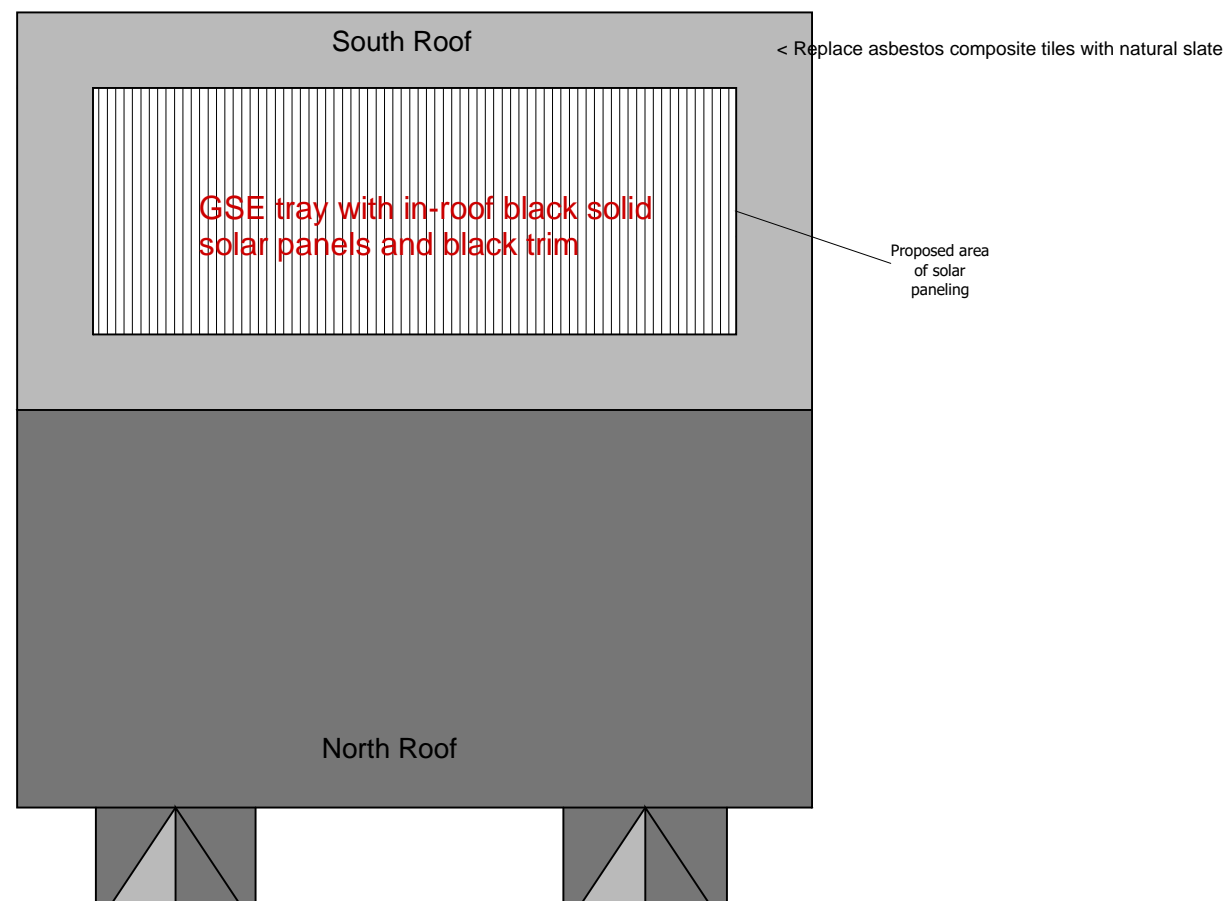 South Roof
< Replace asbestos composite tiles with natural slate
GSE tray with in-roof black solid
solar panels and black trim
Proposed area
of solar
paneling
North Roof